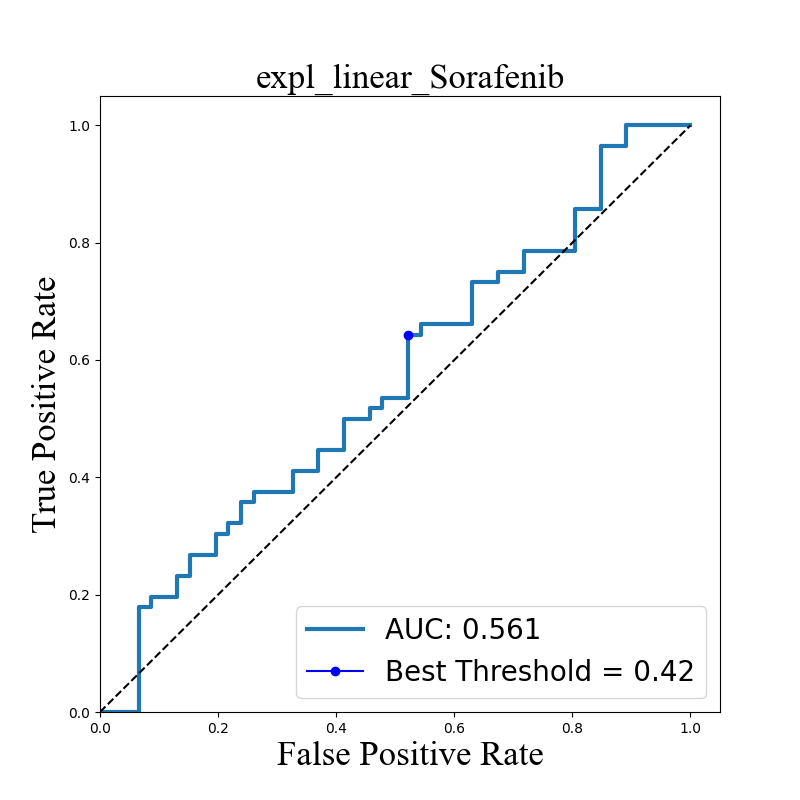 expl_linear_Sorafenib
True Positive Rate
1.0
0.8
0.6
0.4
0.2
0.0
AUC: 0.561
Best Threshold = 0.42
0.0 0.2 0.4 0.6 0.8 1.0
False Positive Rate